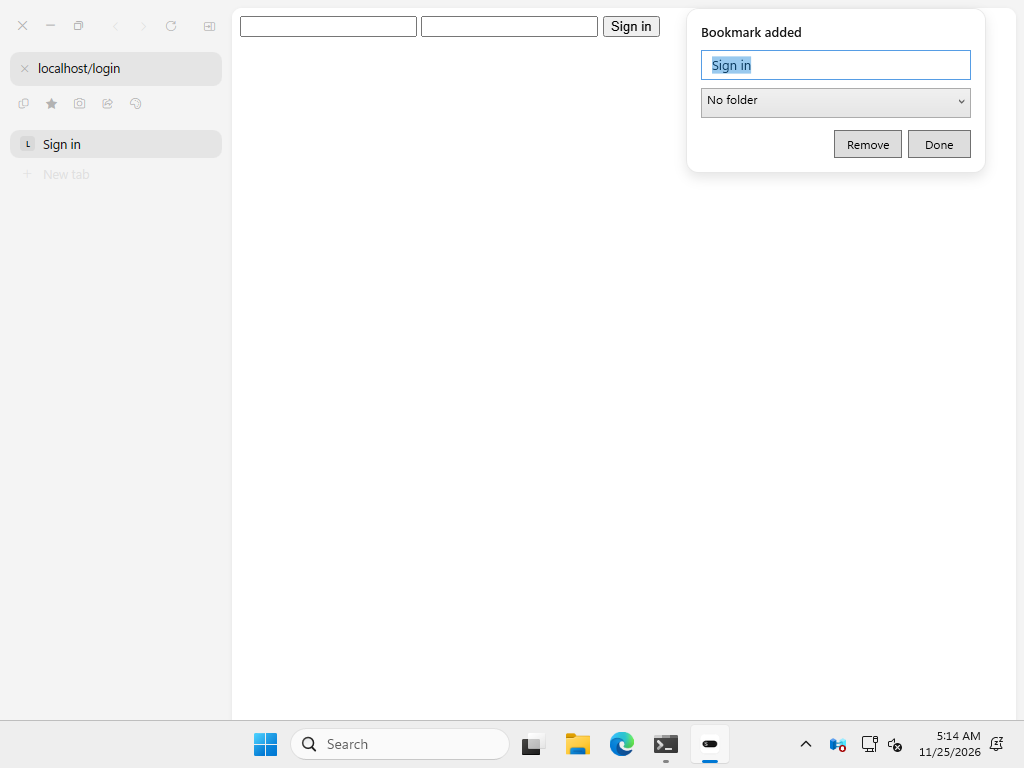 localhost/login
L Sign in
New tab
Sign in
Bookmark added
Sign in
No folder
Remove Done
Search
5:14 AM
11/25/2026